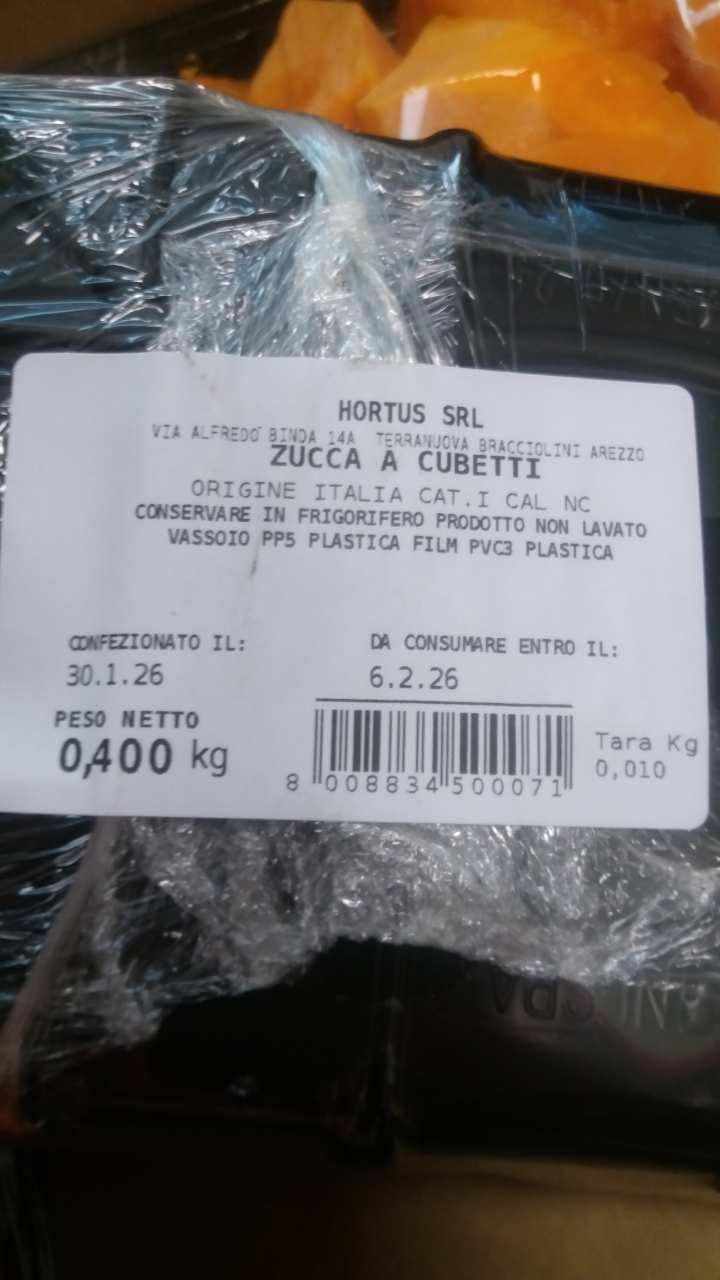 HORTUS SRL
VIA ALFREDO BINDA 14A TERRANUOVA BRACCIOLINI AREZZO
ZUCCA A CUBETTI
ORIGINE ITALIA CAT.I CAL NC
CONSERVARE IN FRIGORIFERO PRODOTTO NON LAVATO
VASSOIO PP5 PLASTICA FILM PVC3 PLASTICA
CONFEZIONATO IL: DA CONSUMARE ENTRO IL:
30.1.26 6.2.26
PESO NETTO
0,400 kg
Tara Kg
0,010
8 008834 500071